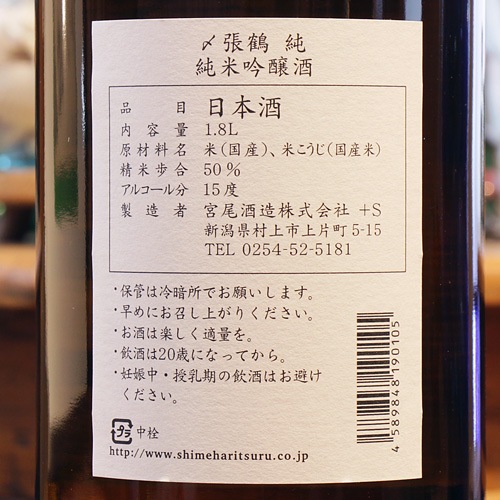 〆張鶴 純
純米吟醸酒
品目 日本酒
内容量 1.8L
原材料名 米(国産)、米こうじ(国産米)
精米歩合 50%
アルコール分 15度
製造者 宮尾酒造株式会社 +S
新潟県村上市上片町5-15
TEL 0254-52-5181
・保管は冷暗所でお願いします。
・早めにお召し上がりください。
・お酒は楽しく適量を。
・飲酒は20歳になってから。
・妊娠中・授乳期の飲酒はお避け
ください。
プラ 中栓
http://www.shimeharitsuru.co.jp
4589848190105